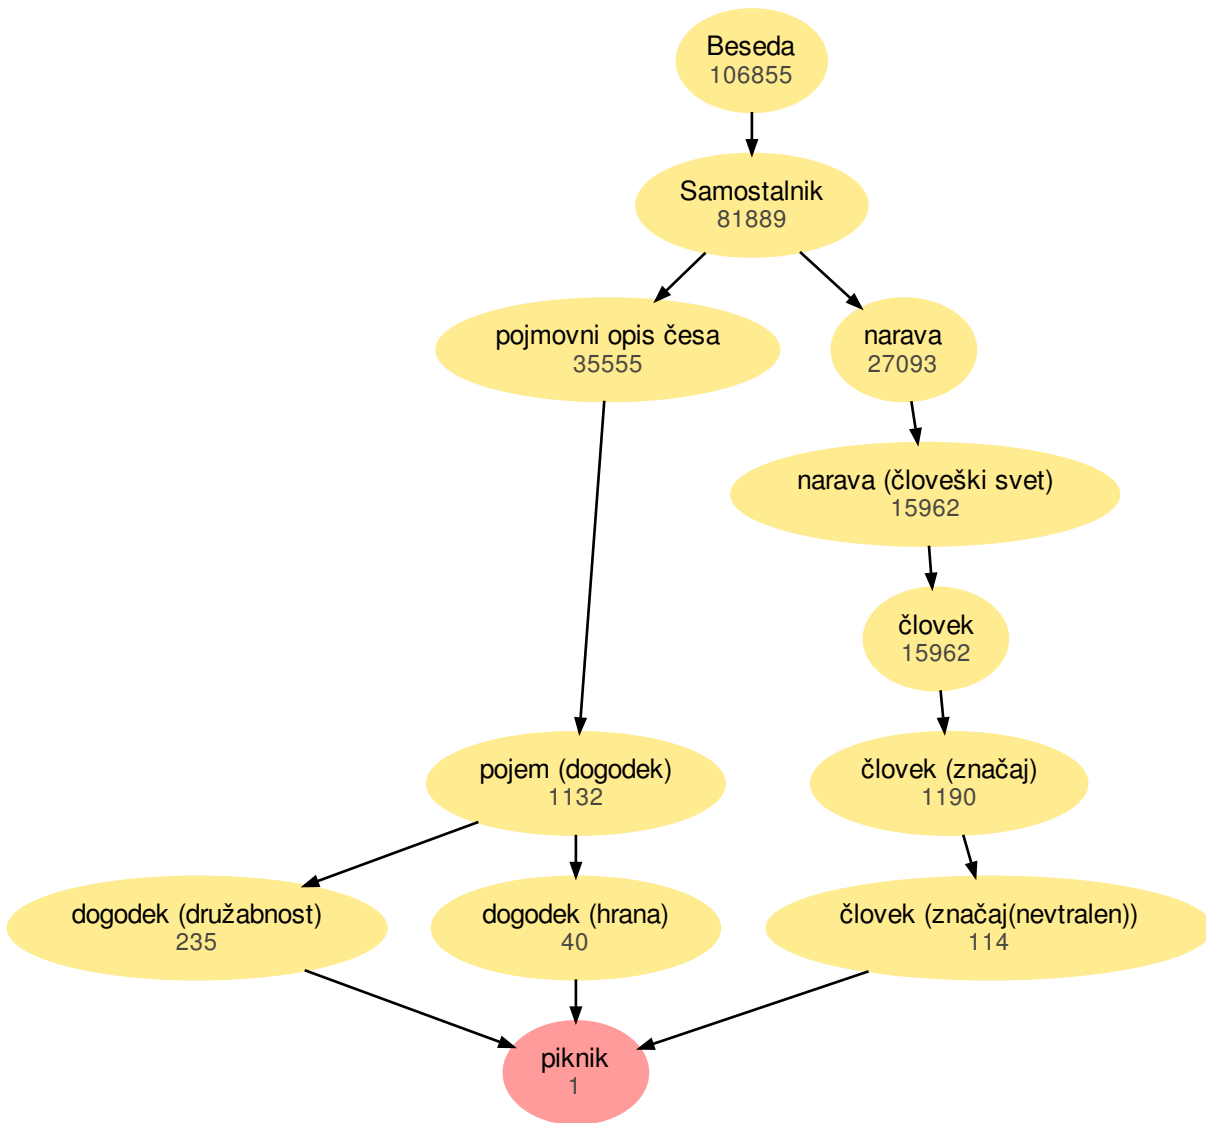 Beseda
106855
Samostalnik
81889
pojmovni opis česa
35555
narava
27093
narava (človeški svet)
15962
človek
15962
pojem (dogodek)
1132
človek (značaj)
1190
dogodek (družabnost)
235
dogodek (hrana)
40
človek (značaj(nevtralen))
114
piknik
1